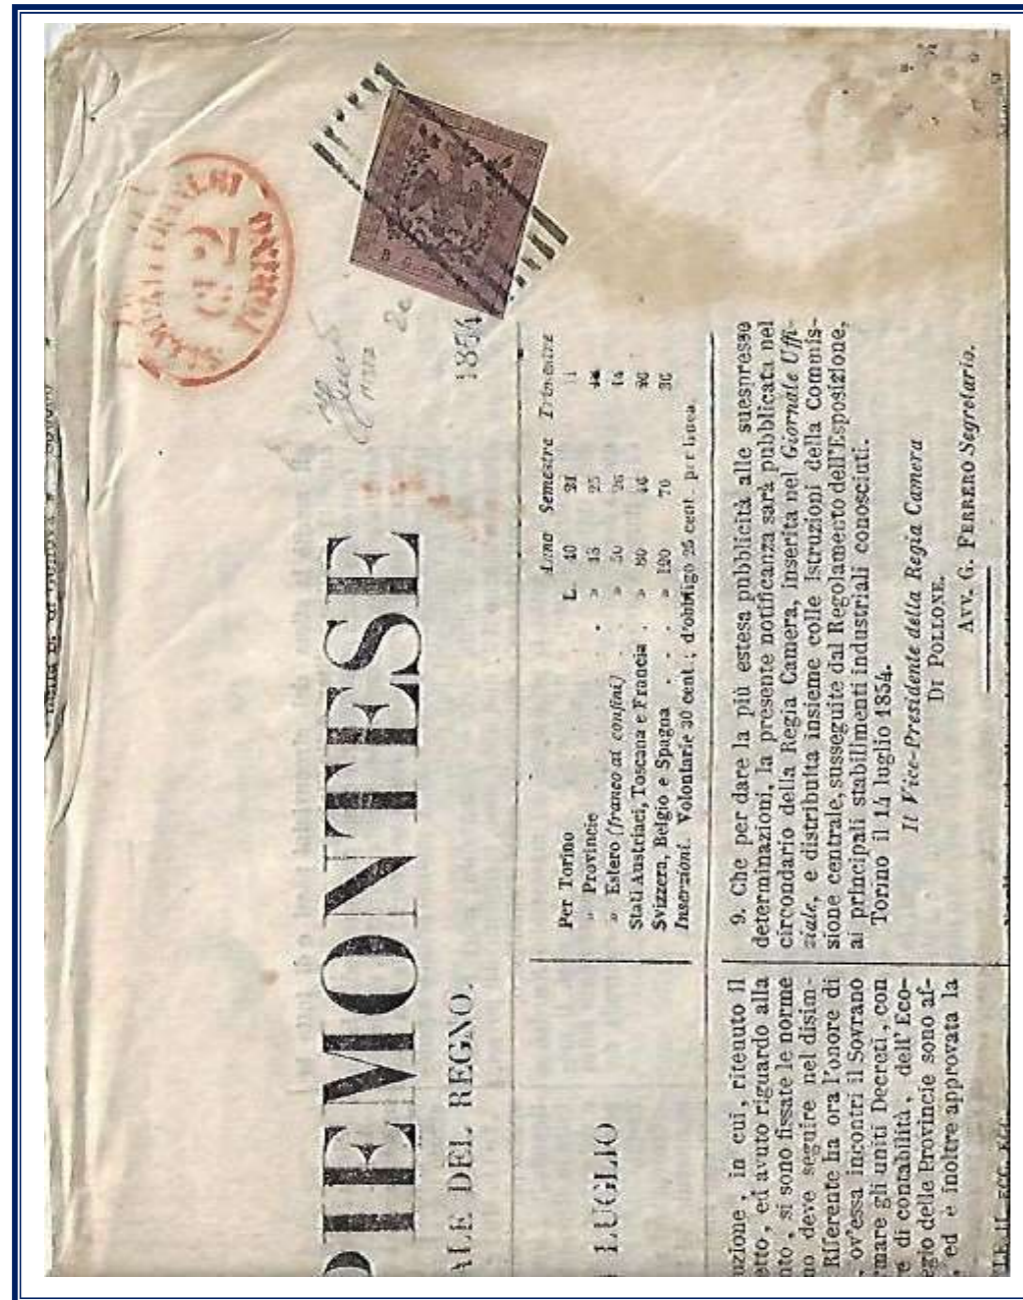 STAMPATI ESTERI
C.I 2
TORINO
1854
PIEMONTESE
ALE DEL REGNO.
LUGLIO
Anno Semestre Trimestre
Per Torino L. 40 21 11
» Provincie . »
» Estero (franco ai confini) . » 50 26 14
Stati Austriaci, Toscana e Francia » 80 46 26
Svizzera, Belgio e Spagna . . » 120 70 36
Inserzioni. Volontarie 30 cent.; d'obbligo 25 cent. per linea.
uzione, in cui, ritenuto il
etto, ed avuto riguardo alla
nto, si sono fissate le norme
no deve seguire nel disim-
Riferente ha ora l'onore di
, ov'essa incontri il Sovrano
mare gli uniti Decreti, con
e di contabilità, dell'Eco-
egio delle Provincie sono af-
, ed è inoltre approvata la
9. Che per dare la più estesa pubblicità alle suespresse
determinazioni, la presente notificanza sarà pubblicata nel
circondario della Regia Camera, inserita nel Giornale Uffi-
ziale, e distribuita insieme colle Istruzioni della Commis-
sione centrale, susseguite dal Regolamento dell'Esposizione,
ai principali stabilimenti industriali conosciuti.
Torino il 14 luglio 1854.
Il Vice-Presidente della Regia Camera
DI POLLONE.
AVV. G. FERRERO Segretario.